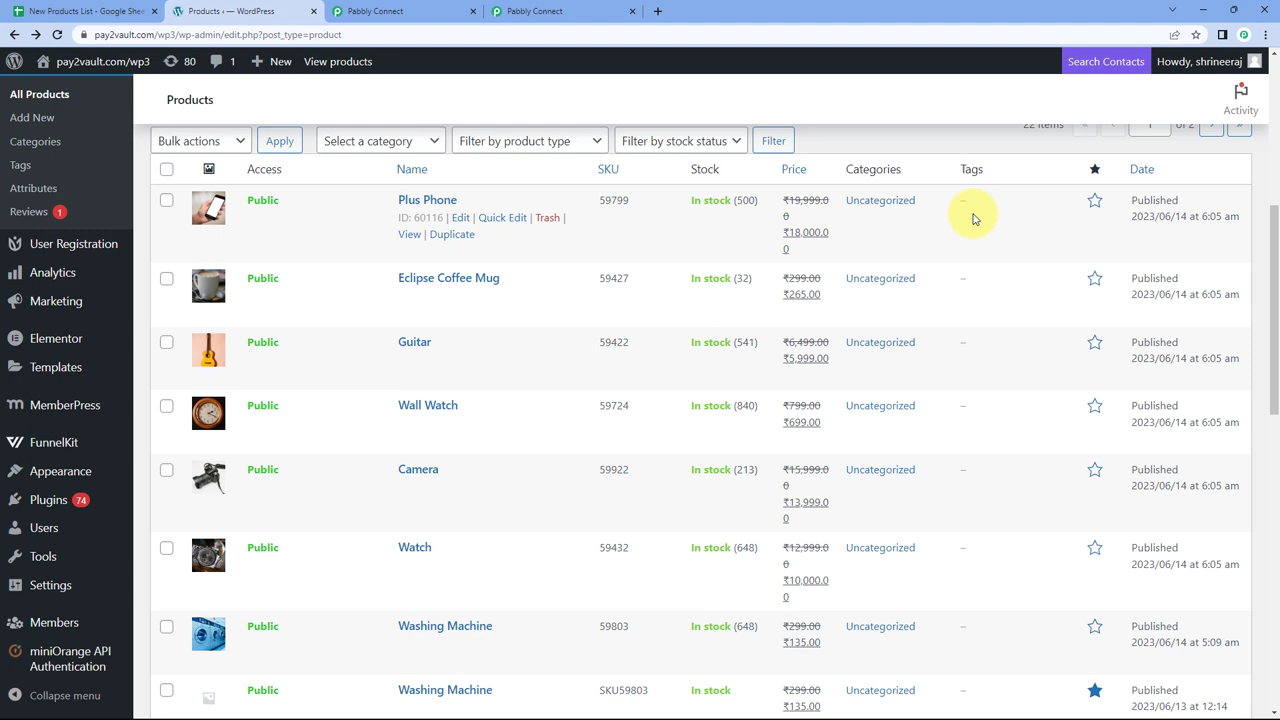 New Products List - Google She
Products ‹ — WordPress
Pabbly Connect
Pabbly Connect
pay2vault.com/wp3/wp-admin/edit.php?post_type=product
pay2vault.com/wp3
80
1
New
View products
Search Contacts
Howdy, shrineeraj
All Products
Add New
Categories
Tags
Attributes
Reviews 1
User Registration
Analytics
Marketing
Elementor
Templates
MemberPress
FunnelKit
Appearance
Plugins 74
Users
Tools
Settings
Members
miniOrange API
Authentication
Collapse menu
Products
Activity
Bulk actions
Apply
Select a category
Filter by product type
Filter by stock status
Filter
22 items
1
of 2
Access Name SKU Stock Price Categories Tags Date
Public Plus Phone 59799 In stock (500) ₹19,999.0 Uncategorized – Published
ID: 60116 | Edit | Quick Edit | Trash | 0 2023/06/14 at 6:05 am
View | Duplicate ₹18,000.0
0
Public Eclipse Coffee Mug 59427 In stock (32) ₹299.00 Uncategorized – Published
₹265.00 2023/06/14 at 6:05 am
Public Guitar 59422 In stock (541) ₹6,499.00 Uncategorized – Published
₹5,999.00 2023/06/14 at 6:05 am
Public Wall Watch 59724 In stock (840) ₹799.00 Uncategorized – Published
₹699.00 2023/06/14 at 6:05 am
Public Camera 59922 In stock (213) ₹15,999.0 Uncategorized – Published
0 2023/06/14 at 6:05 am
₹13,999.0
0
Public Watch 59432 In stock (648) ₹12,999.0 Uncategorized – Published
0 2023/06/14 at 6:05 am
₹10,000.0
0
Public Washing Machine 59803 In stock (648) ₹299.00 Uncategorized – Published
₹135.00 2023/06/14 at 5:09 am
Public Washing Machine SKU59803 In stock ₹299.00 Uncategorized – Published
₹135.00 2023/06/13 at 12:14